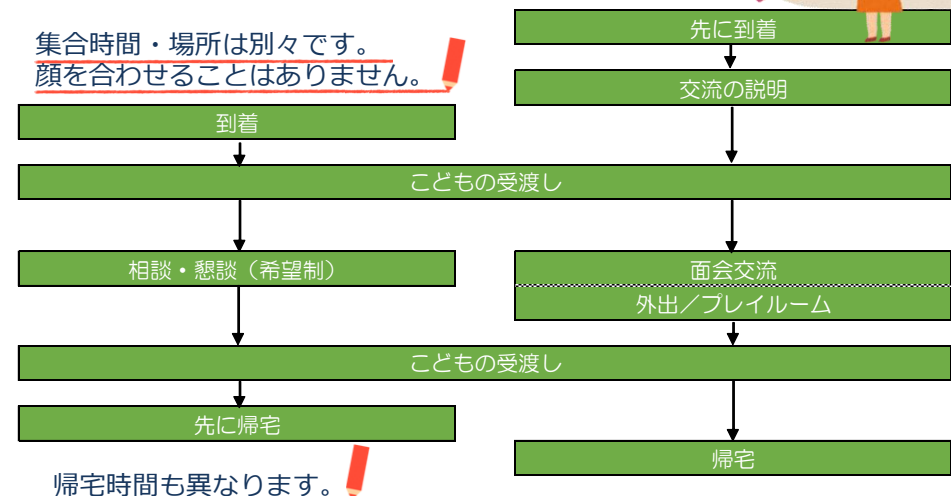 集合時間・場所は別々です。
顔を合わせることはありません。
先に到着
交流の説明
到着
こどもの受渡し
相談・懇談（希望制）
面会交流
外出／プレイルーム
こどもの受渡し
先に帰宅
帰宅
帰宅時間も異なります。